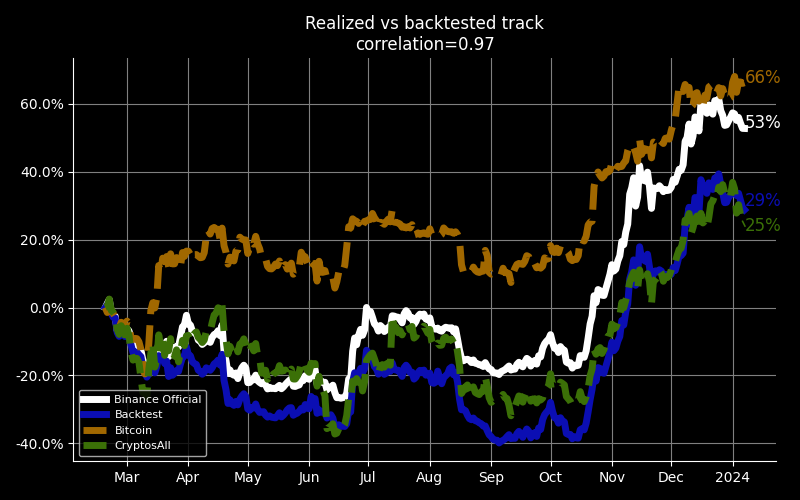 Realized vs backtested track
correlation=0.97
60.0%
40.0%
20.0%
0.0%
-20.0%
-40.0%
66%
53%
29%
25%
Binance Official
Backtest
Bitcoin
CryptosAll
Mar Apr May Jun Jul Aug Sep Oct Nov Dec 2024